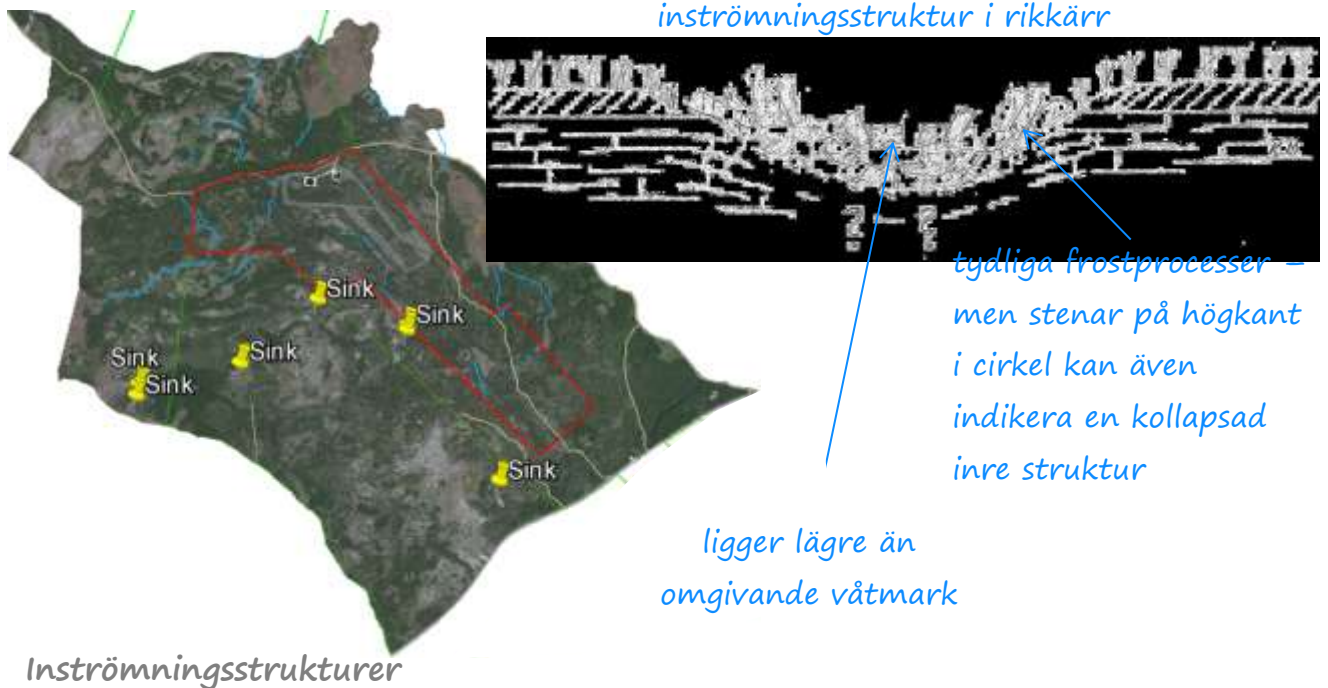 inströmningsstruktur i rikkärr
tydliga frostprocesser –
men stenar på högkant
i cirkel kan även
indikera en kollapsad
inre struktur
Sink
Sink
Sink
Sink
Sink
Sink
ligger lägre än
omgivande våtmark
Inströmningsstrukturer